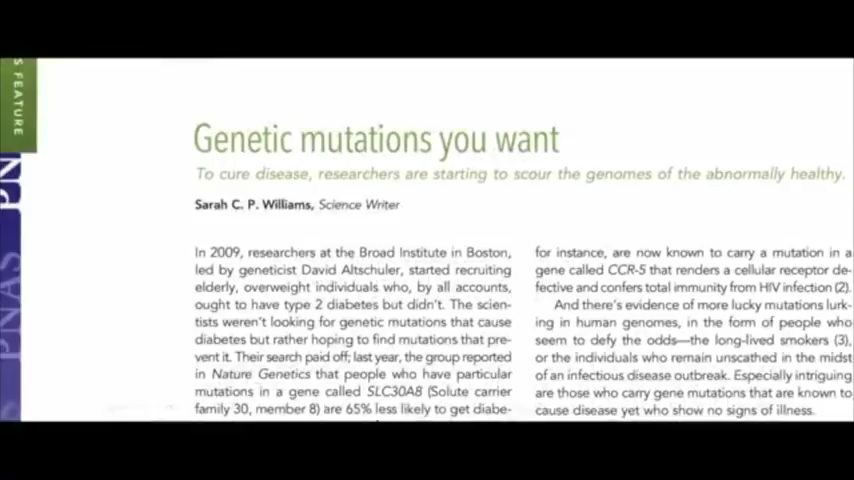 S FEATURE
PN
PNAS
S
Genetic mutations you want
To cure disease, researchers are starting to scour the genomes of the abnormally healthy.
Sarah C. P. Williams, Science Writer
In 2009, researchers at the Broad Institute in Boston,
led by geneticist David Altschuler, started recruiting
elderly, overweight individuals who, by all accounts,
ought to have type 2 diabetes but didn't. The scien-
tists weren't looking for genetic mutations that cause
diabetes but rather hoping to find mutations that pre-
vent it. Their search paid off; last year, the group reported
in Nature Genetics that people who have particular
mutations in a gene called SLC30A8 (Solute carrier
family 30, member 8) are 65% less likely to get diabe-
for instance, are now known to carry a mutation in a
gene called CCR-5 that renders a cellular receptor de-
fective and confers total immunity from HIV infection (2).
And there's evidence of more lucky mutations lurk-
ing in human genomes, in the form of people who
seem to defy the odds—the long-lived smokers (3),
or the individuals who remain unscathed in the midst
of an infectious disease outbreak. Especially intriguing
are those who carry gene mutations that are known to
cause disease yet who show no signs of illness.